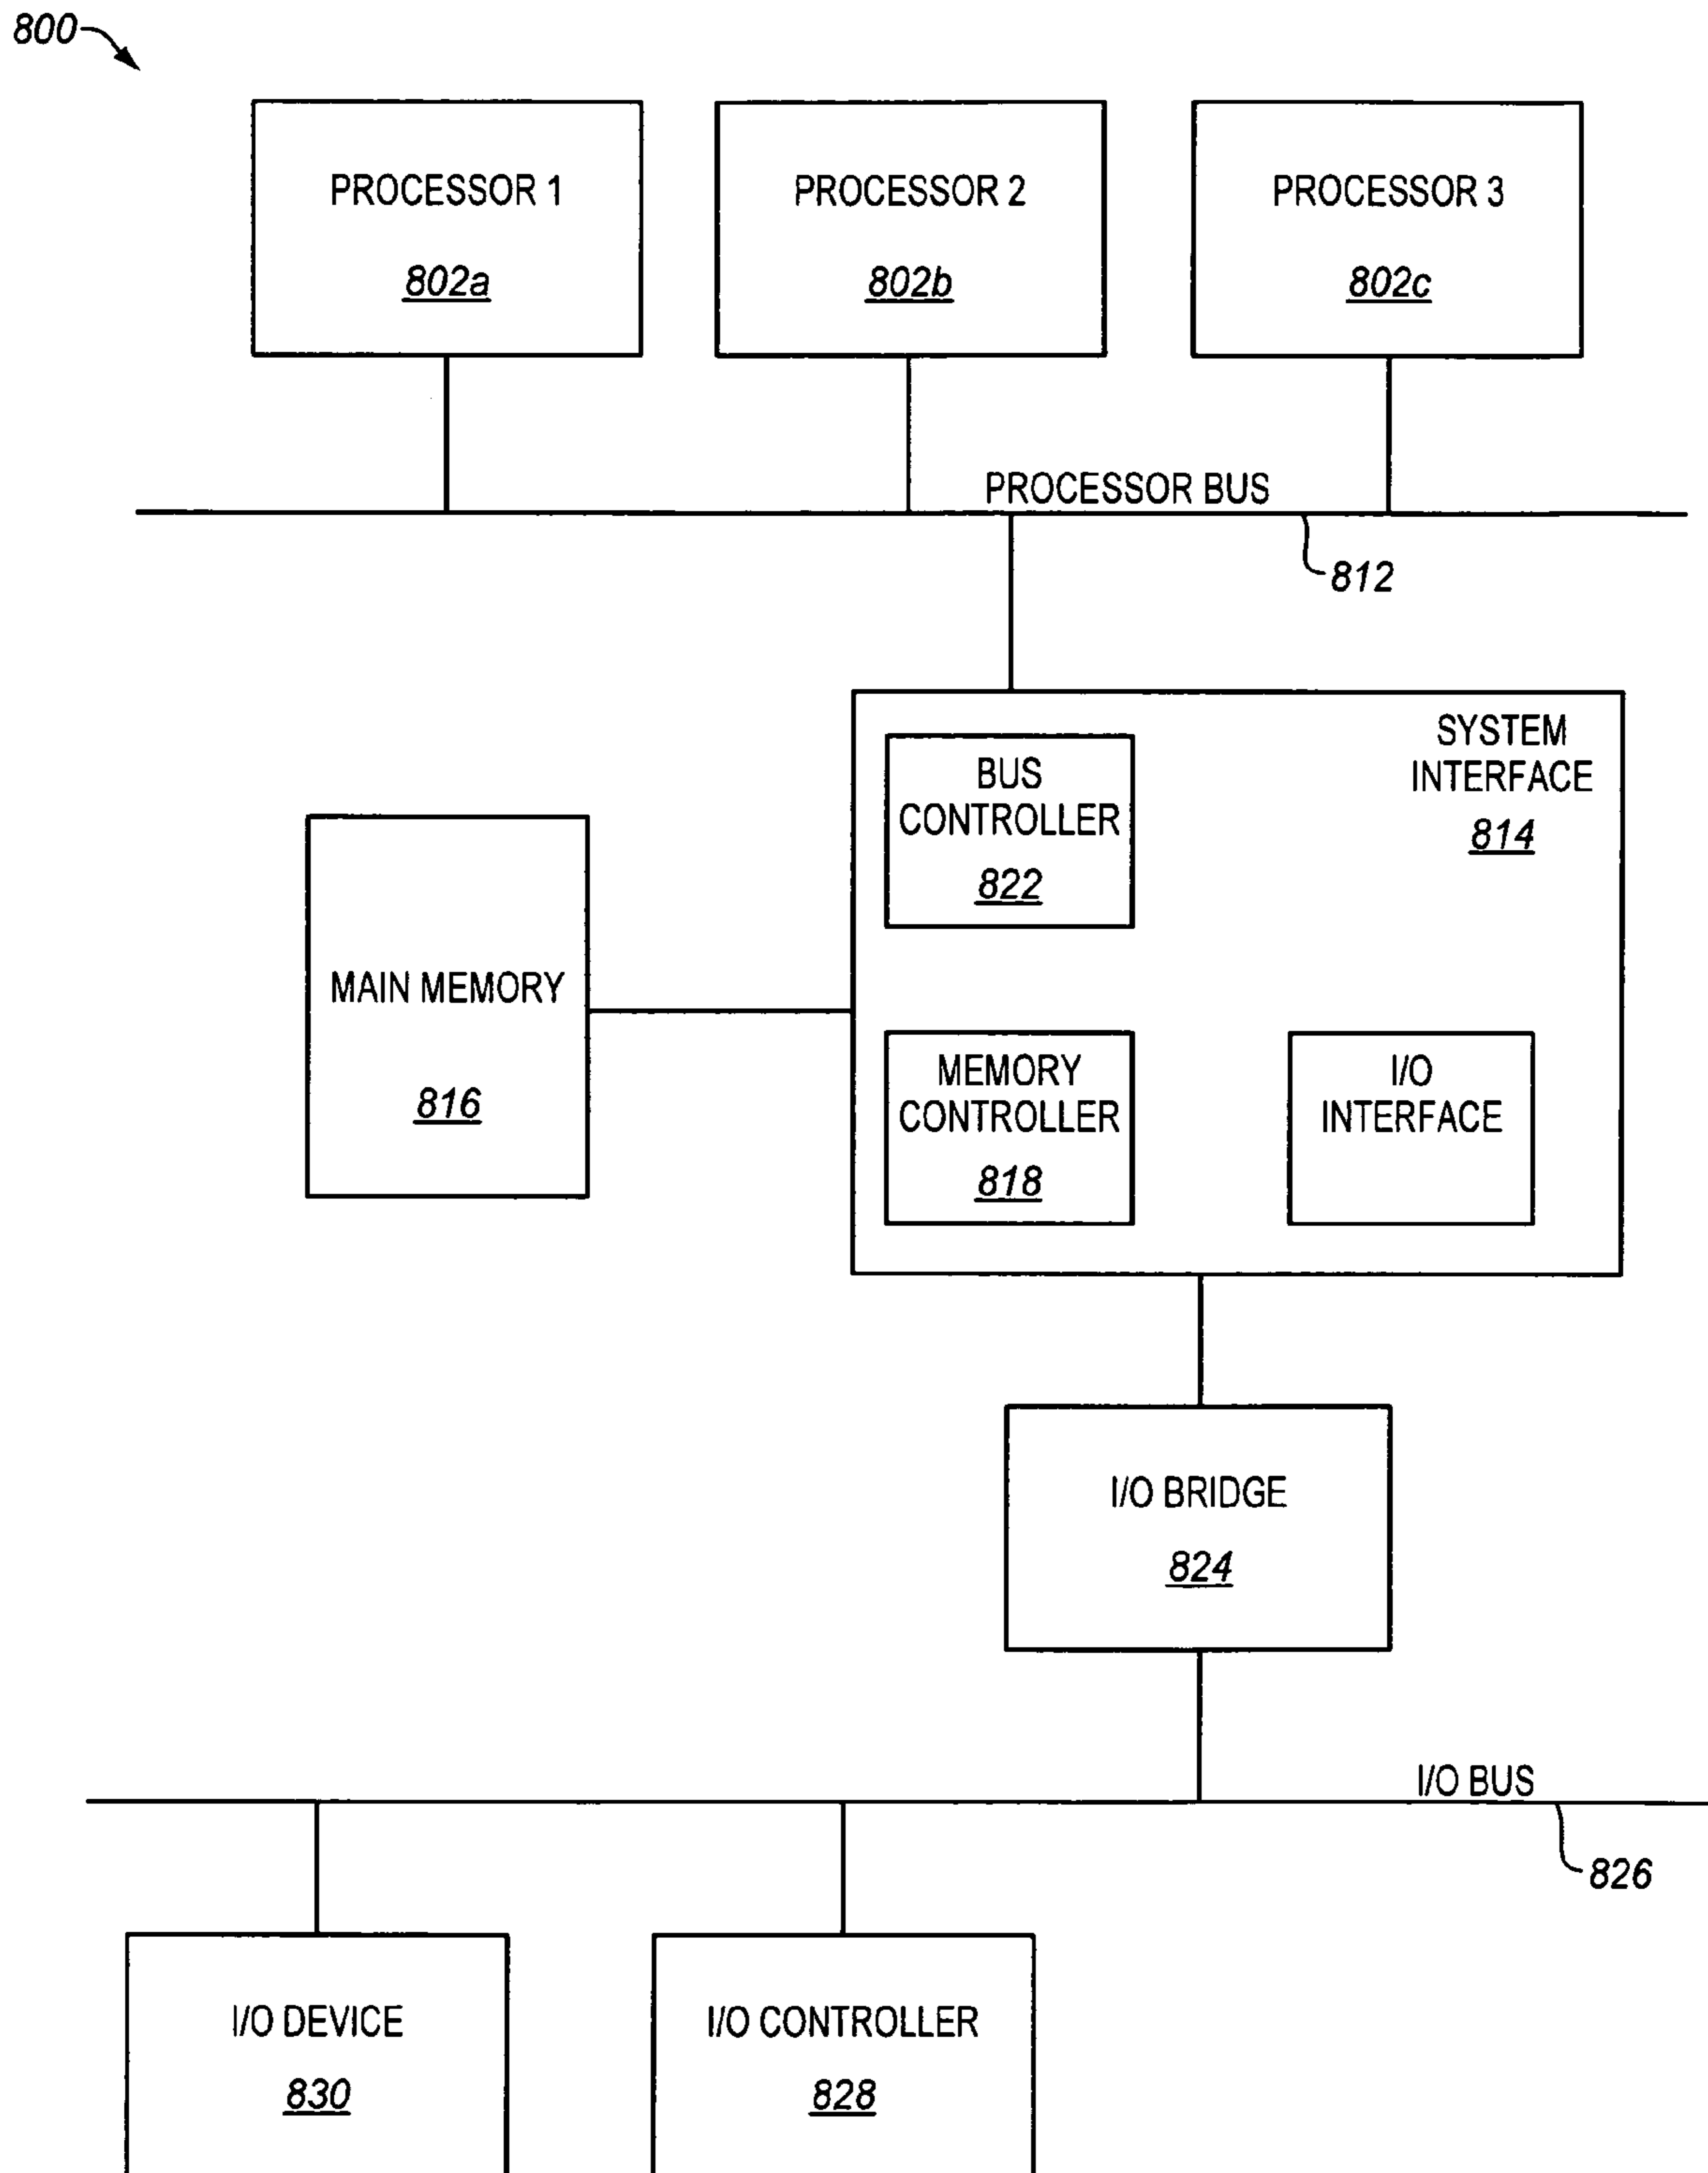 800
PROCESSOR 1
802a
PROCESSOR 2
802b
PROCESSOR 3
802c
PROCESSOR BUS
812
SYSTEM
INTERFACE
814
BUS
CONTROLLER
822
MAIN MEMORY
816
MEMORY
CONTROLLER
818
I/O
INTERFACE
I/O BRIDGE
824
I/O BUS
826
I/O DEVICE
830
I/O CONTROLLER
828